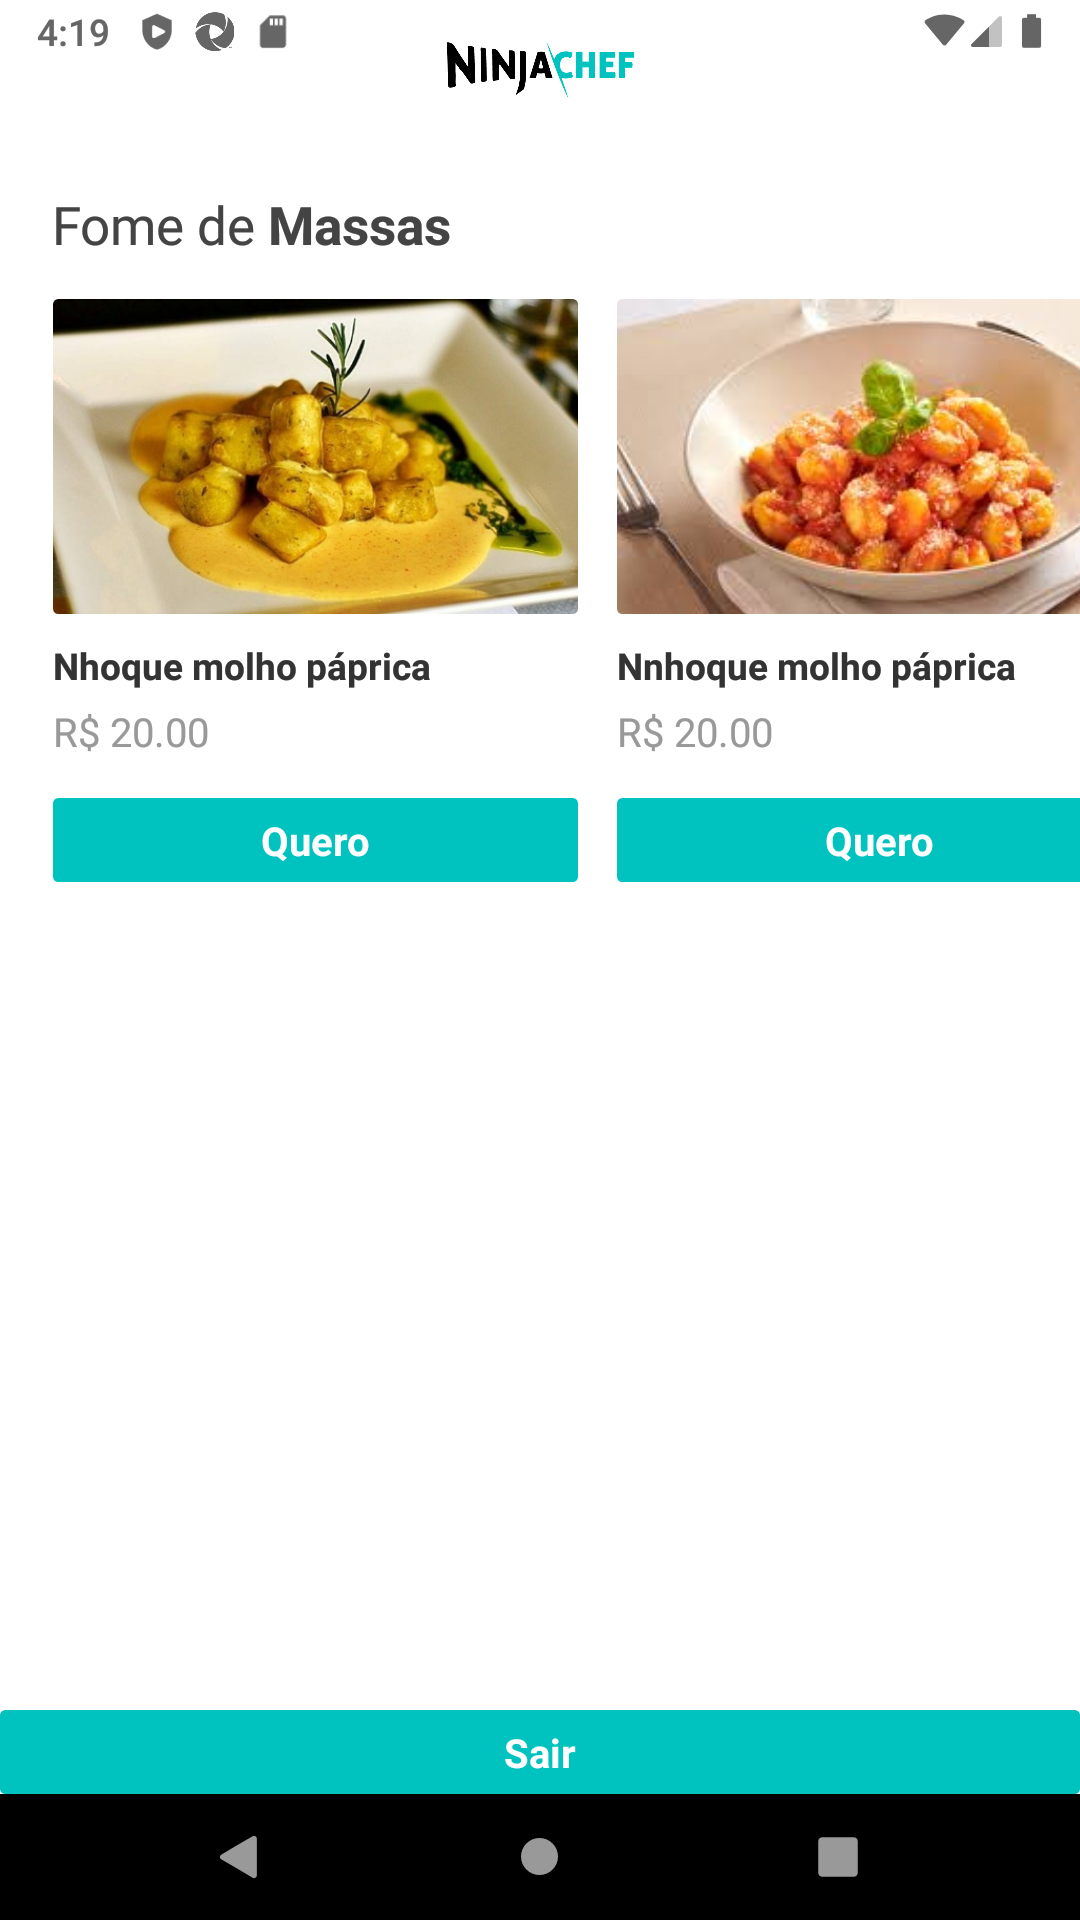 4:19
NINJACHEF
Fome de Massas
Nhoque molho páprica
R$ 20.00
Quero
Nnhoque molho páprica
R$ 20.00
Quero
Sair